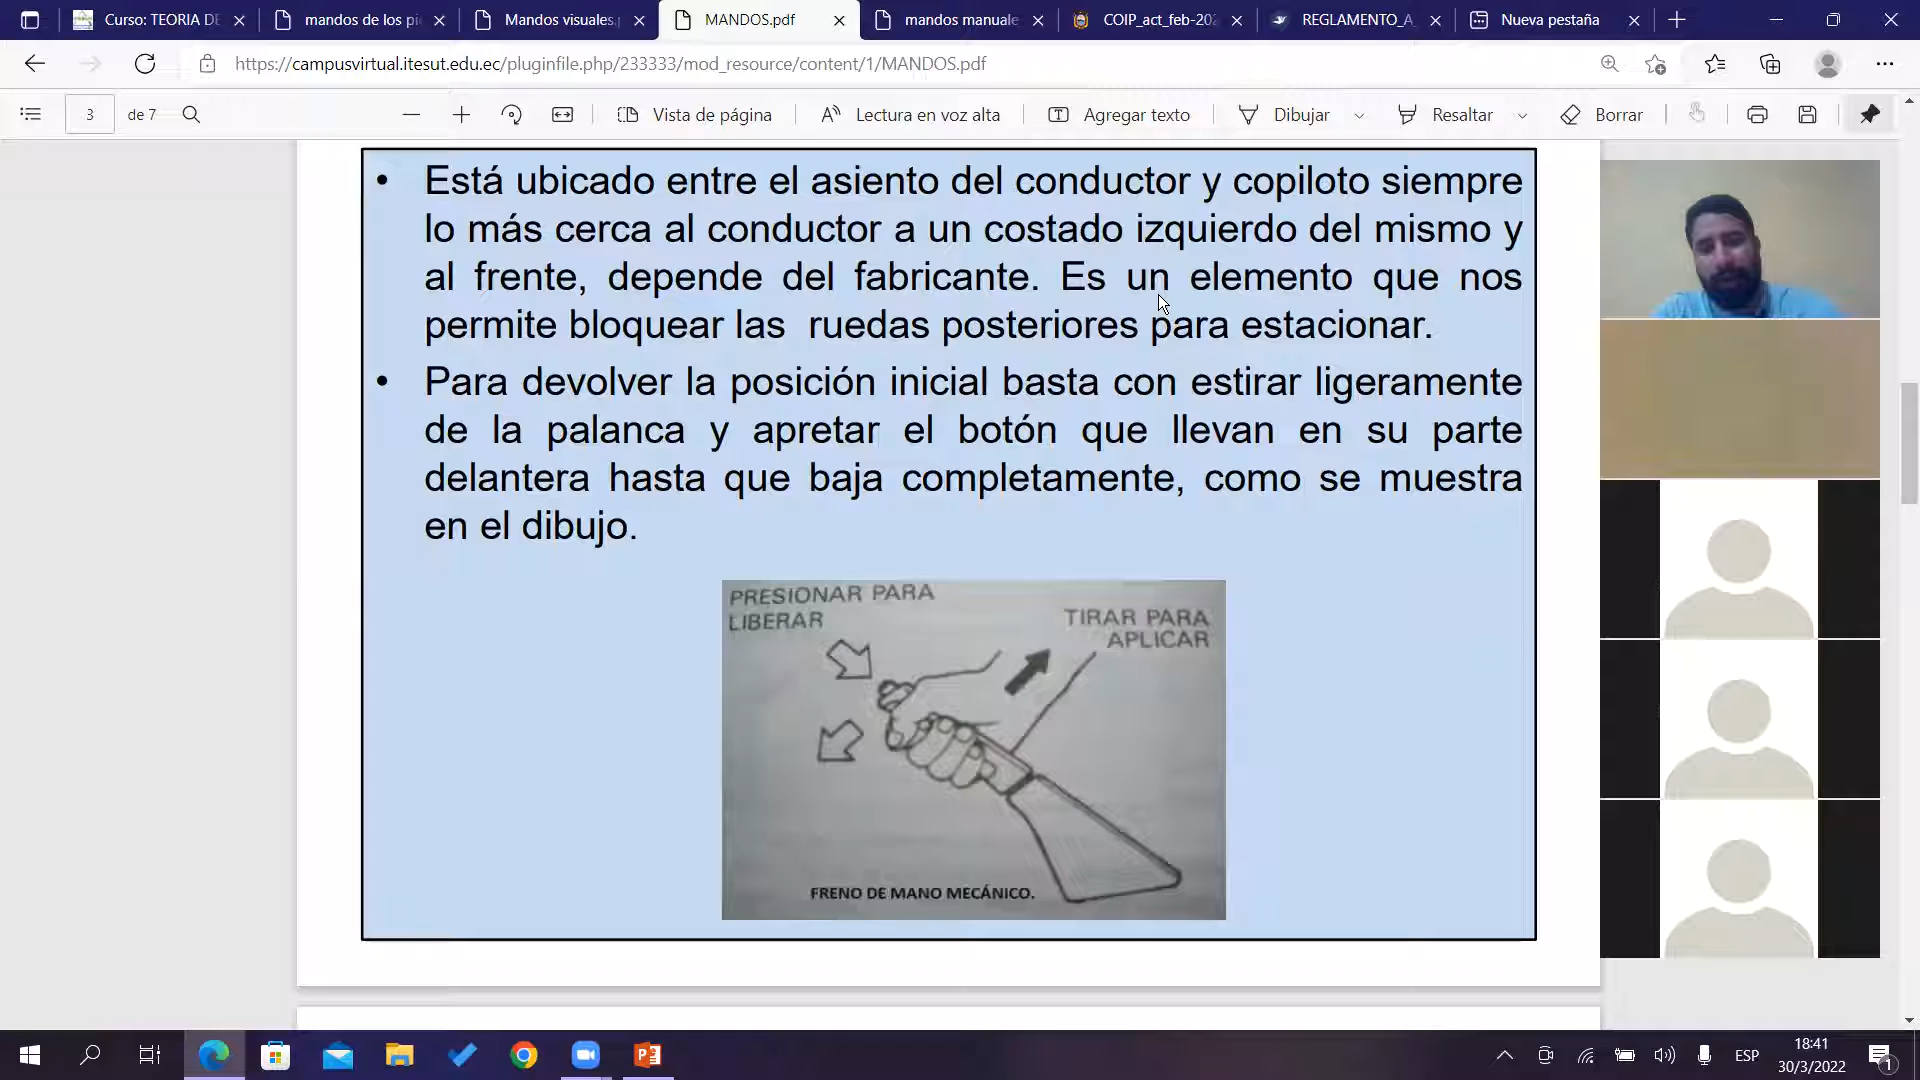 Curso: TEORIA DE
mandos de los pi
Mandos visuales.p
MANDOS.pdf
mandos manuale
COIP_act_feb-202
REGLAMENTO_A
Nueva pestaña
https://campusvirtual.itesut.edu.ec/pluginfile.php/233333/mod_resource/content/1/MANDOS.pdf
3 de 7
Vista de página
Lectura en voz alta
Agregar texto
Dibujar
Resaltar
Borrar
• Está ubicado entre el asiento del conductor y copiloto siempre
lo más cerca al conductor a un costado izquierdo del mismo y
al frente, depende del fabricante. Es un elemento que nos
permite bloquear las ruedas posteriores para estacionar.
• Para devolver la posición inicial basta con estirar ligeramente
de la palanca y apretar el botón que llevan en su parte
delantera hasta que baja completamente, como se muestra
en el dibujo.
PRESIONAR PARA
LIBERAR
TIRAR PARA
APLICAR
FRENO DE MANO MECÁNICO.
ESP
18:41
30/3/2022
1